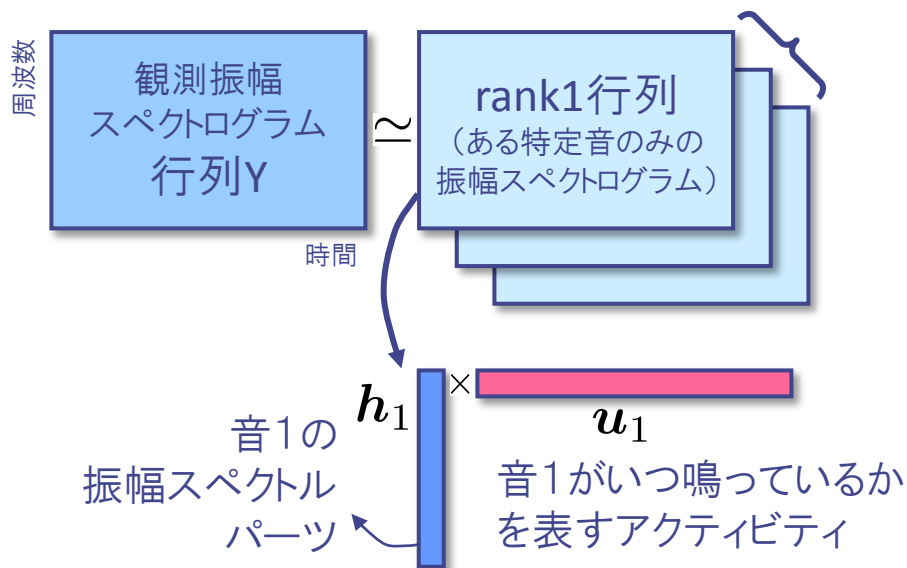 周波数
観測振幅
スペクトログラム
行列Y
時間
≃
rank1行列
（ある特定音のみの
振幅スペクトログラム）
h₁
×
u₁
音1の
振幅スペクトル
パーツ
音1がいつ鳴っているか
を表すアクティビティ